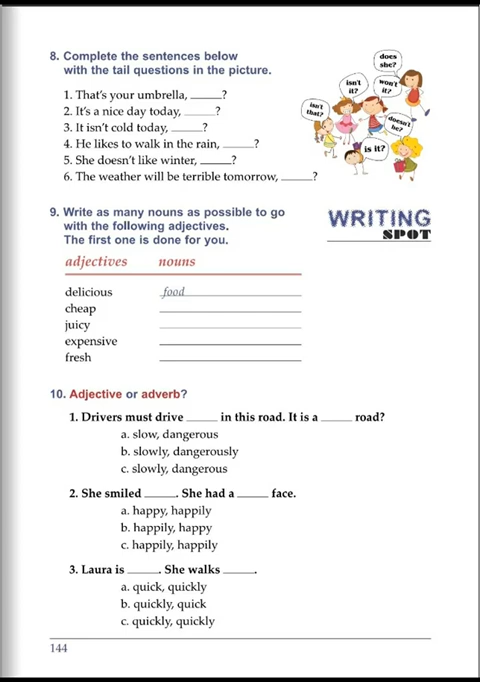 8. Complete the sentences below
with the tail questions in the picture.
1. That's your umbrella, ______?
2. It's a nice day today, ______?
3. It isn't cold today, ______?
4. He likes to walk in the rain, ______?
5. She doesn't like winter, ______?
6. The weather will be terrible tomorrow, ______?
does
she?
isn't
it?
won't
it?
isn't
that?
doesn't
he?
is it?
9. Write as many nouns as possible to go
with the following adjectives.
The first one is done for you.
WRITING
SPOT
adjectives nouns
delicious food
cheap
juicy
expensive
fresh
10. Adjective or adverb?
1. Drivers must drive ______ in this road. It is a ______ road?
a. slow, dangerous
b. slowly, dangerously
c. slowly, dangerous
2. She smiled ______. She had a ______ face.
a. happy, happily
b. happily, happy
c. happily, happily
3. Laura is ______. She walks ______.
a. quick, quickly
b. quickly, quick
c. quickly, quickly
144